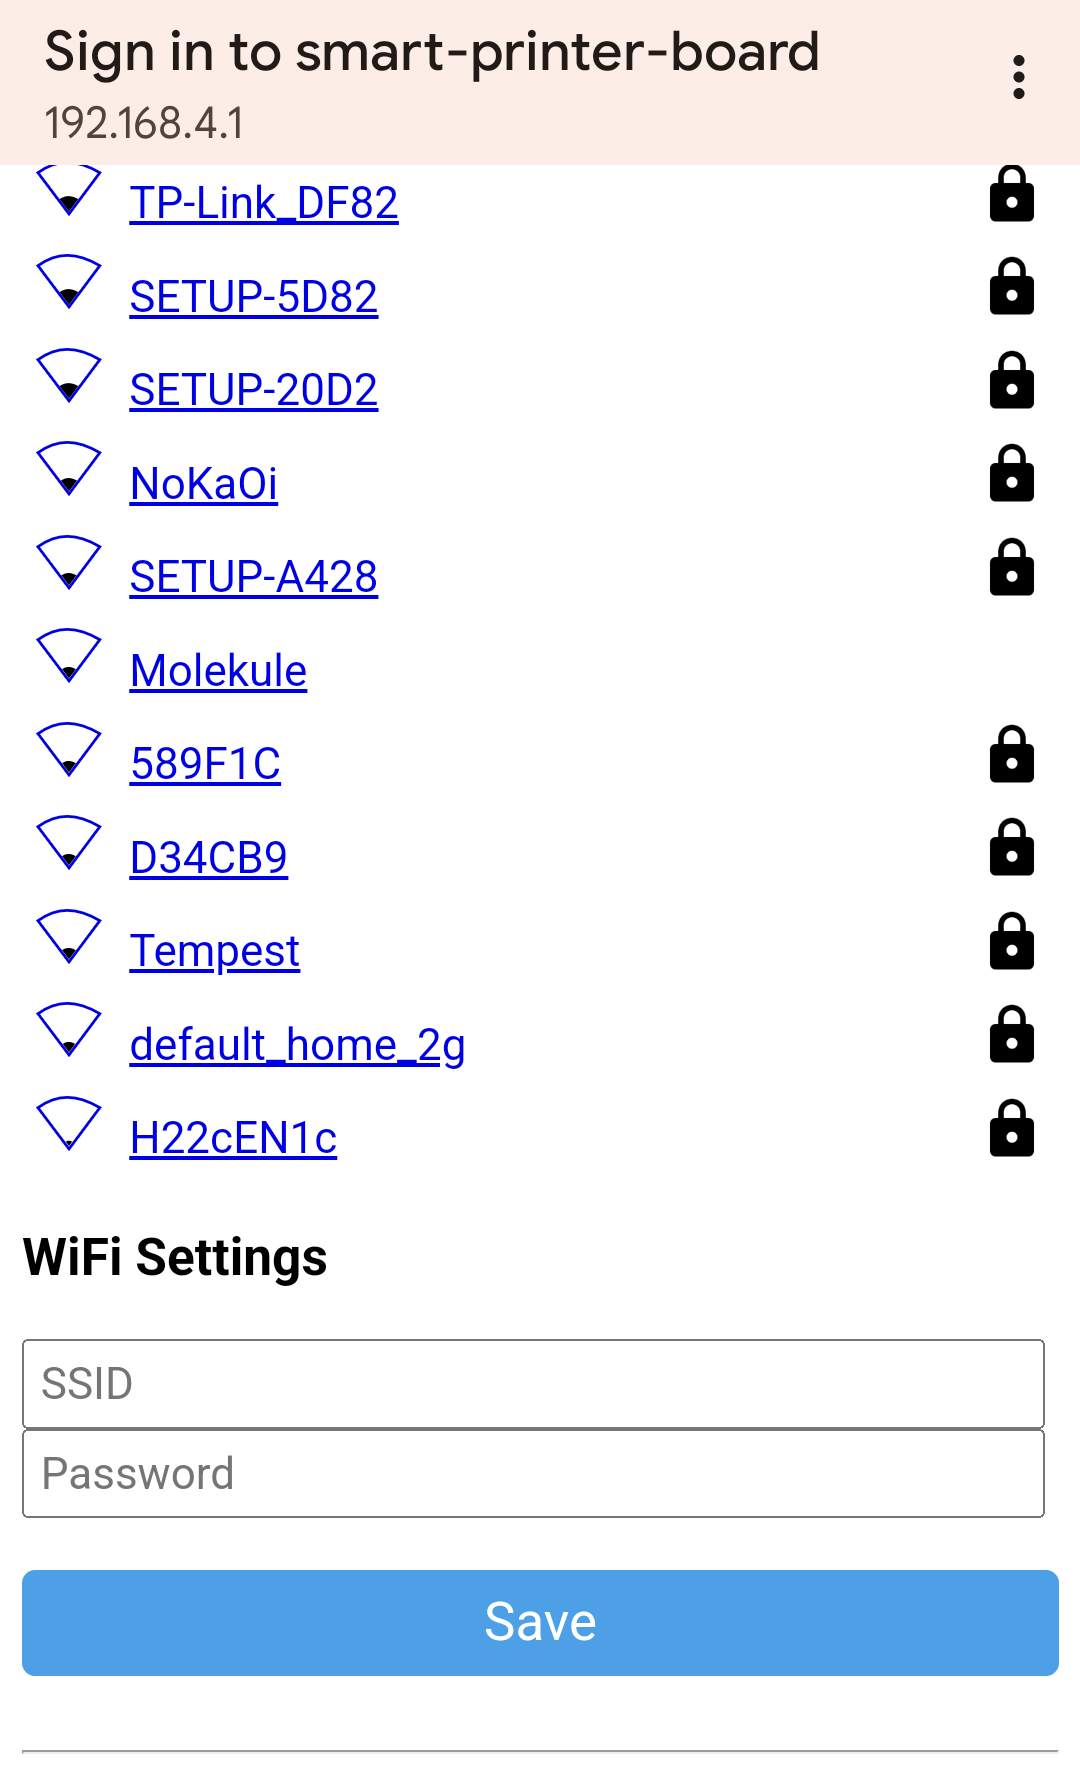 Sign in to smart-printer-board
192.168.4.1
TP-Link_DF82
SETUP-5D82
SETUP-20D2
NoKaOi
SETUP-A428
Molekule
589F1C
D34CB9
Tempest
default_home_2g
H22cEN1c
WiFi Settings
SSID
Password
Save